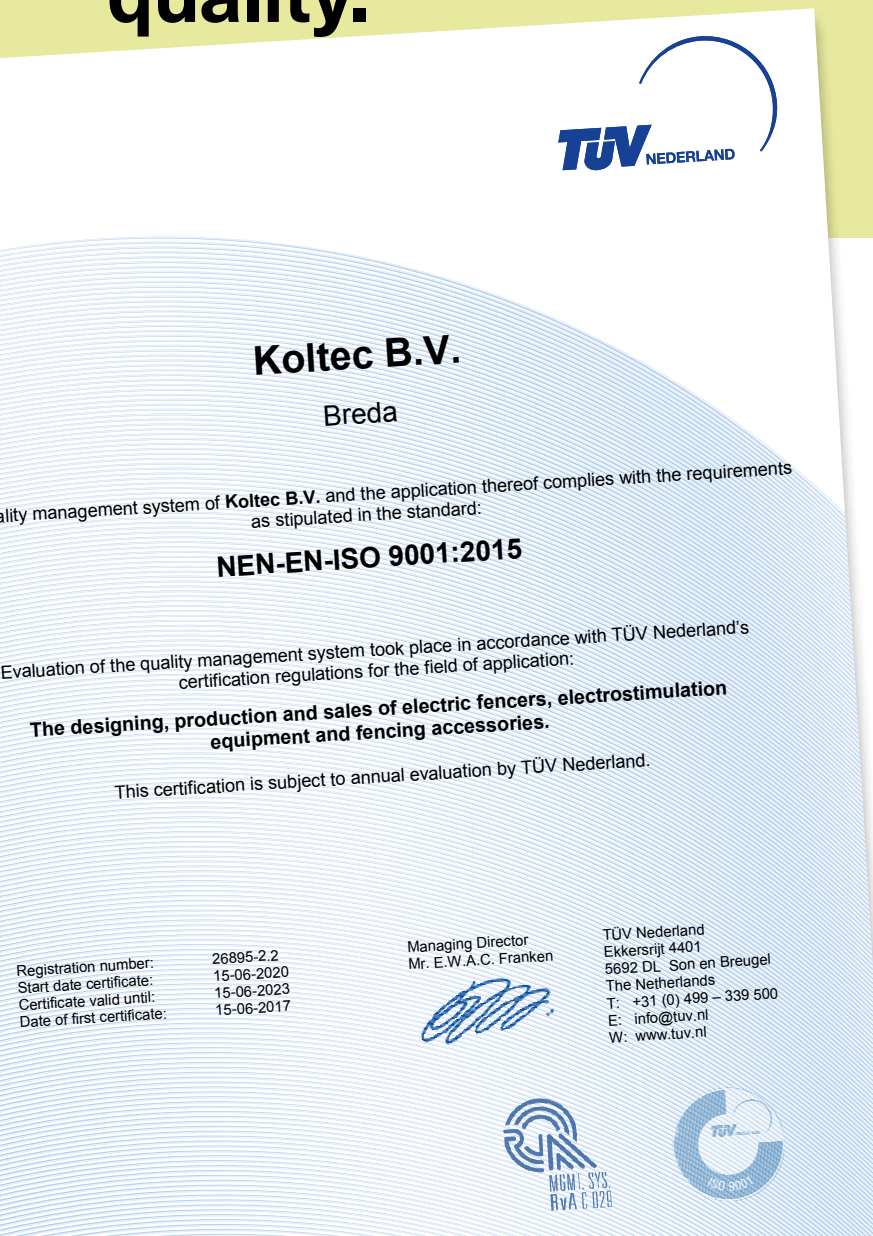 quality.
TÜV NEDERLAND
Koltec B.V.
Breda
ality management system of Koltec B.V. and the application thereof complies with the requirements
as stipulated in the standard:
NEN-EN-ISO 9001:2015
Evaluation of the quality management system took place in accordance with TÜV Nederland's
certification regulations for the field of application:
The designing, production and sales of electric fencers, electrostimulation
equipment and fencing accessories.
This certification is subject to annual evaluation by TÜV Nederland.
Registration number: 26895-2.2
Start date certificate: 15-06-2020
Certificate valid until: 15-06-2023
Date of first certificate: 15-06-2017
Managing Director
Mr. E.W.A.C. Franken
TÜV Nederland
Ekkersrijt 4401
5692 DL Son en Breugel
The Netherlands
T: +31 (0) 499 – 339 500
E: info@tuv.nl
W: www.tuv.nl
RvA
MGMT. SYS.
RvA C 028
TÜV NEDERLAND
ISO 9001